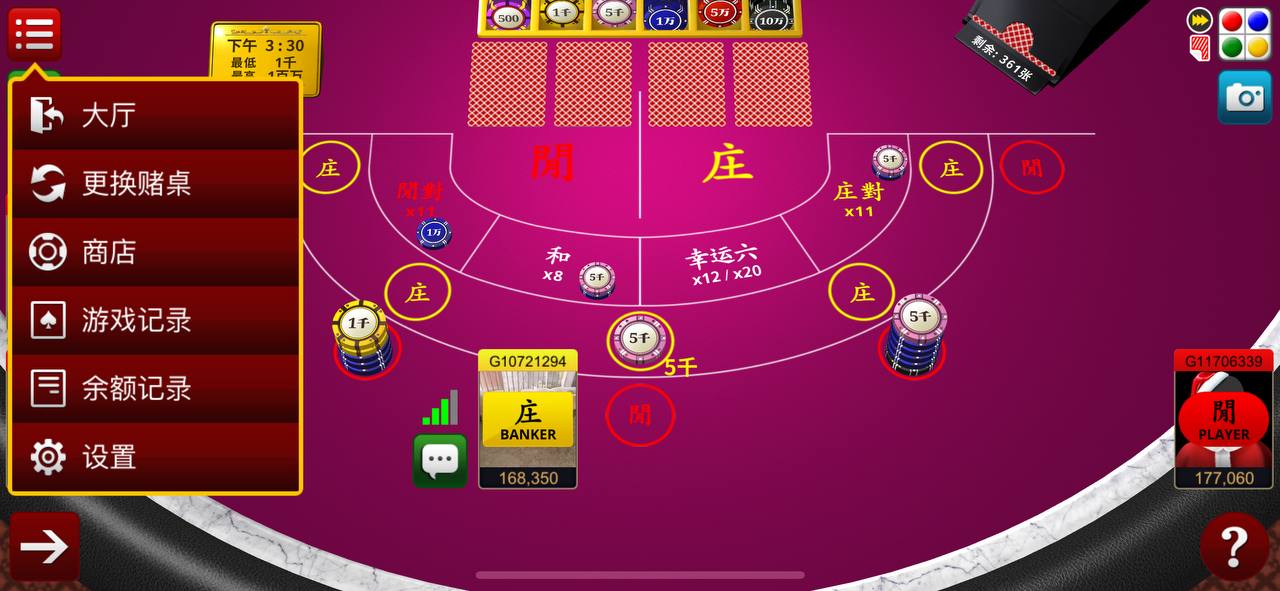 500
1千
5千
1万
5万
10万
下午 3:30
最低 1千
最高 1百万
剩余: 361张
大厅
更换赌桌
商店
游戏记录
余额记录
设置
閒
庄
庄
閒對
x11
1万
和
x8
5千
幸运六
x12 / x20
庄對
x11
5千
庄
閒
庄
庄
1千
5千
5千
5千
閒
G10721294
庄
BANKER
168,350
G11706339
閒
PLAYER
177,060
?